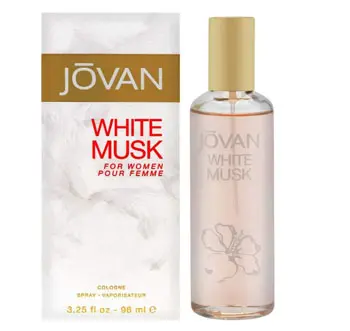 JŌVAN
WHITE
MUSK
FOR WOMEN
POUR FEMME
COLOGNE
SPRAY - VAPORISATEUR
3.25 fl oz - 96 ml e
JŌVAN
WHITE
MUSK